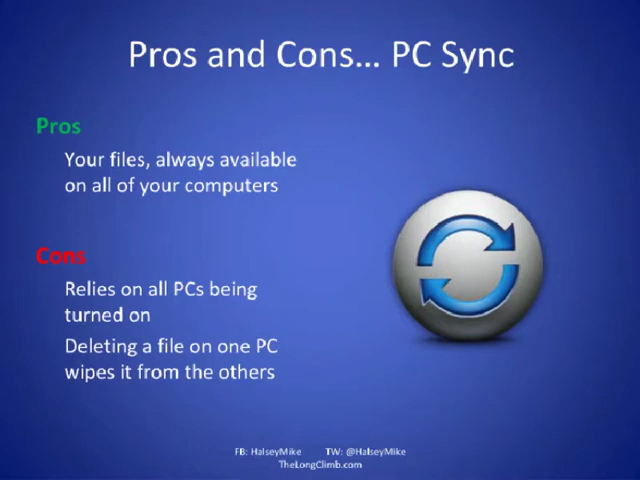 Pros and Cons... PC Sync
Pros
Your files, always available
on all of your computers
Cons
Relies on all PCs being
turned on
Deleting a file on one PC
wipes it from the others
FB: HalseyMike TW: @HalseyMike
TheLongClimb.com